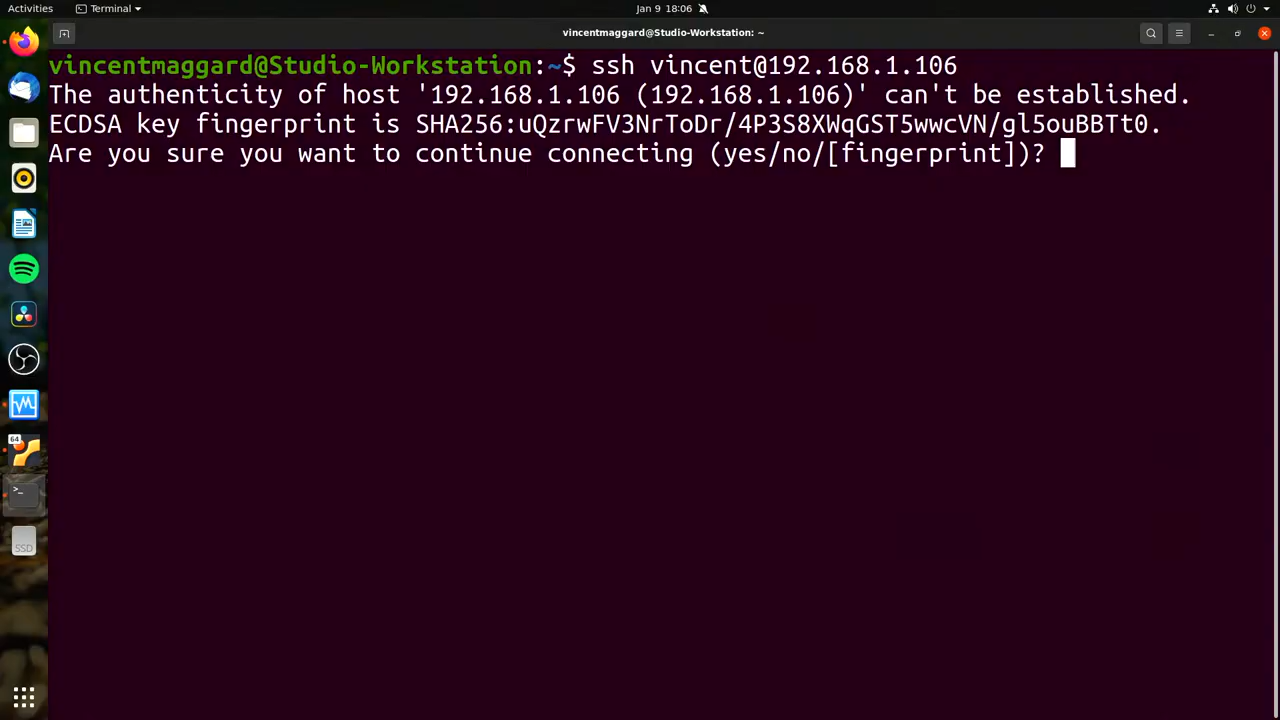 Activities Terminal Jan 9 18:06
vincentmaggard@Studio-Workstation: ~
vincentmaggard@Studio-Workstation:~$ ssh vincent@192.168.1.106
The authenticity of host '192.168.1.106 (192.168.1.106)' can't be established.
ECDSA key fingerprint is SHA256:uQzrwFV3NrToDr/4P3S8XWqGST5wwcVN/gl5ouBBTt0.
Are you sure you want to continue connecting (yes/no/[fingerprint])?
64
>_
SSD